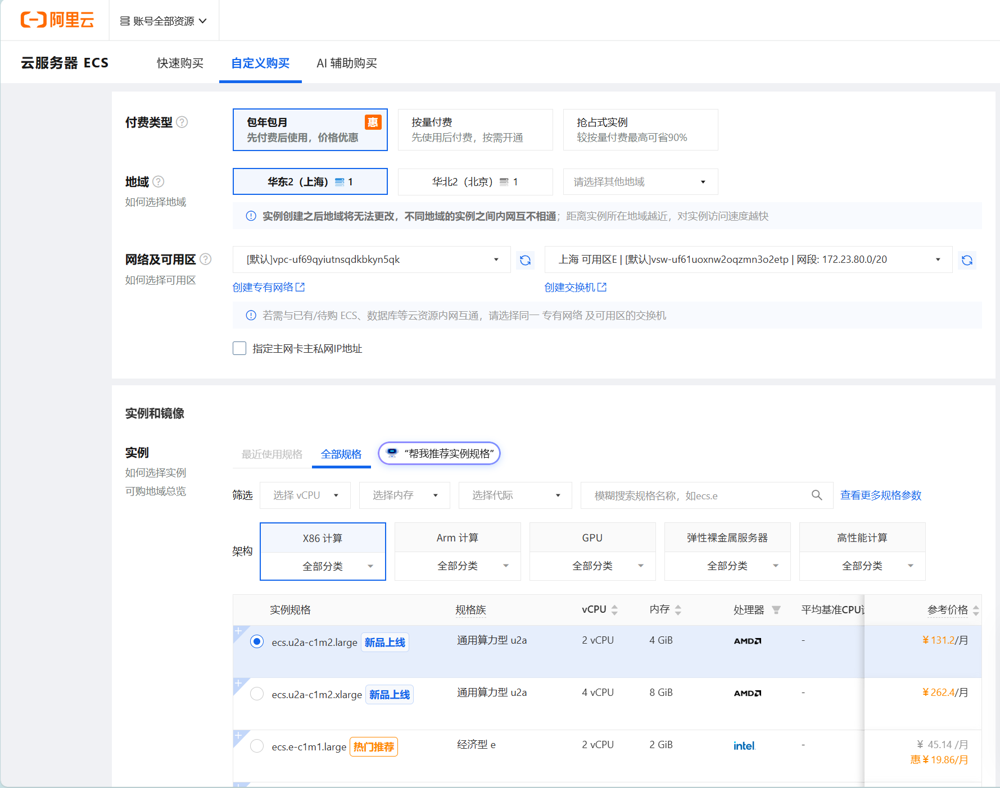 阿里云
账号全部资源
云服务器 ECS
快速购买
自定义购买
AI 辅助购买
付费类型
包年包月
惠
先付费后使用，价格优惠
按量付费
先使用后付费，按需开通
抢占式实例
较按量付费最高可省90%
地域
如何选择地域
华东2（上海） 1
华北2（北京） 1
请选择其他地域
实例创建之后地域将无法更改，不同地域的实例之间内网互不相通；距离实例所在地域越近，对实例访问速度越快
网络及可用区
如何选择可用区
[默认]vpc-uf69qyiutnsqdkbkyn5qk
上海 可用区E | [默认]vsw-uf61uoxnw2oqzmn3o2etp | 网段: 172.23.80.0/20
创建专有网络
创建交换机
若需与已有/待购 ECS、数据库等云资源内网互通，请选择同一 专有网络 及可用区的交换机
指定主网卡主私网IP地址
实例和镜像
实例
如何选择实例
可购地域总览
最近使用规格
全部规格
“帮我推荐实例规格”
筛选
选择 vCPU
选择内存
选择代际
模糊搜索规格名称，如ecs.e
查看更多规格参数
架构
X86 计算
全部分类
Arm 计算
全部分类
GPU
全部分类
弹性裸金属服务器
全部分类
高性能计算
全部分类
实例规格
规格族
vCPU
内存
处理器
平均基准CPU
参考价格
ecs.u2a-c1m2.large 新品上线
通用算力型 u2a
2 vCPU
4 GiB
AMD
-
¥ 131.2/月
ecs.u2a-c1m2.xlarge 新品上线
通用算力型 u2a
4 vCPU
8 GiB
AMD
-
¥ 262.4/月
ecs.e-c1m1.large 热门推荐
经济型 e
2 vCPU
2 GiB
intel.
-
¥ 45.14 /月
惠 ¥ 19.86/月